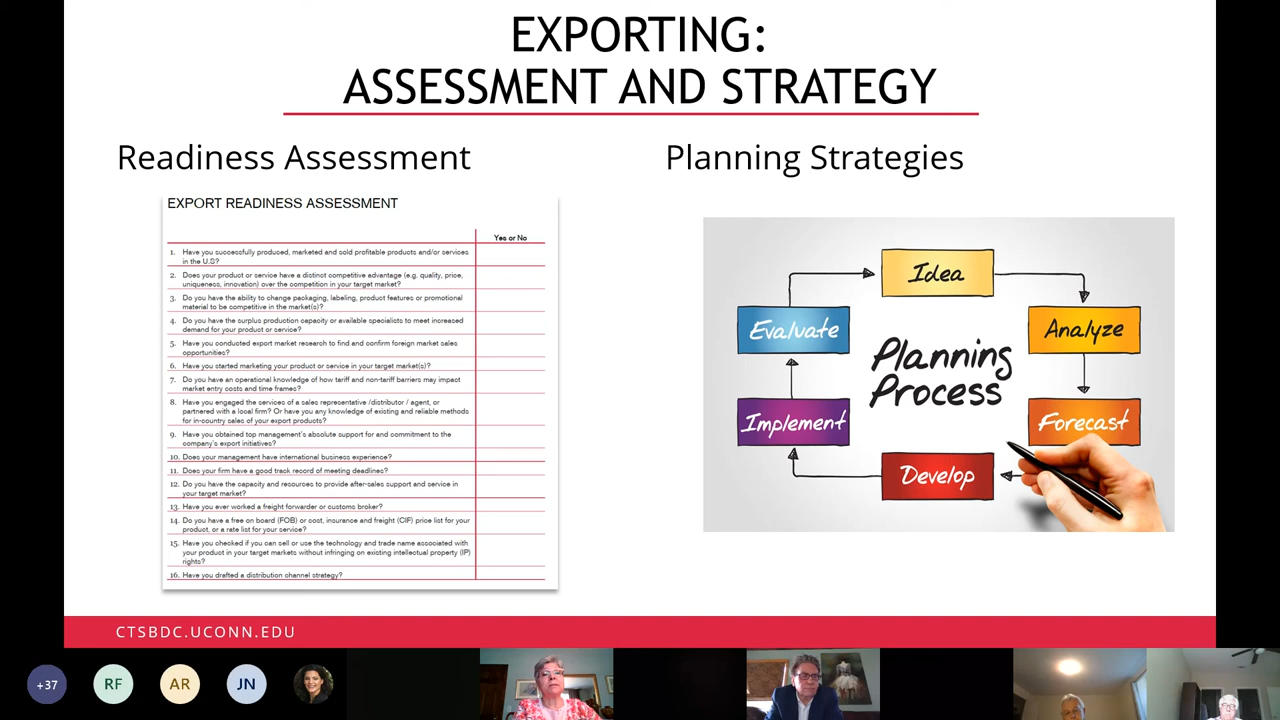 EXPORTING:
ASSESSMENT AND STRATEGY
Readiness Assessment
EXPORT READINESS ASSESSMENT
Yes or No
1. Have you successfully produced, marketed and sold profitable products and/or services
in the U.S?
2. Does your product or service have a distinct competitive advantage (e.g. quality, price,
uniqueness, innovation) over the competition in your target market?
3. Do you have the ability to change packaging, labeling, product features or promotional
material to be competitive in the market(s)?
4. Do you have the surplus production capacity or available specialists to meet increased
demand for your product or service?
5. Have you conducted export market research to find and confirm foreign market sales
opportunities?
6. Have you started marketing your product or service in your target market(s)?
7. Do you have an operational knowledge of how tariff and non-tariff barriers may impact
market entry costs and time frames?
8. Have you engaged the services of a sales representative /distributor / agent, or
partnered with a local firm? Or have you any knowledge of existing and reliable methods
for in-country sales of your export products?
9. Have you obtained top management's absolute support for and commitment to the
company's export initiatives?
10. Does your management have international business experience?
11. Does your firm have a good track record of meeting deadlines?
12. Do you have the capacity and resources to provide after-sales support and service in
your target market?
13. Have you ever worked a freight forwarder or customs broker?
14. Do you have a free on board (FOB) or cost, insurance and freight (CIF) price list for your
product, or a rate list for your service?
15. Have you checked if you can sell or use the technology and trade name associated with
your product in your target markets without infringing on existing intellectual property (IP)
rights?
16. Have you drafted a distribution channel strategy?
Planning Strategies
Idea
Analyze
Forecast
Develop
Implement
Evaluate
Planning
Process
CTSBDC.UCONN.EDU
+37
RF
AR
JN